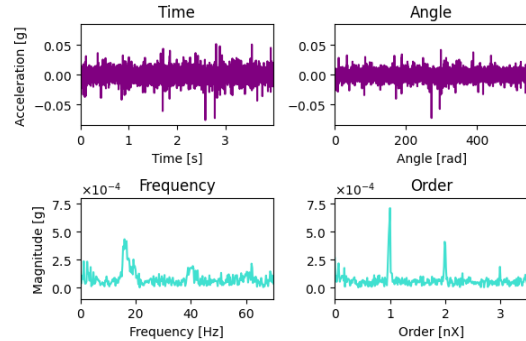 Time
Angle
Acceleration [g]
0.05
0.00
−0.05
0 1 2 3
Time [s]
0.05
0.00
−0.05
0 200 400
Angle [rad]
Frequency
Order
×10⁻⁴
7.5
5.0
2.5
0.0
Magnitude [g]
0 20 40 60
Frequency [Hz]
×10⁻⁴
7.5
5.0
2.5
0.0
0 1 2 3
Order [nX]